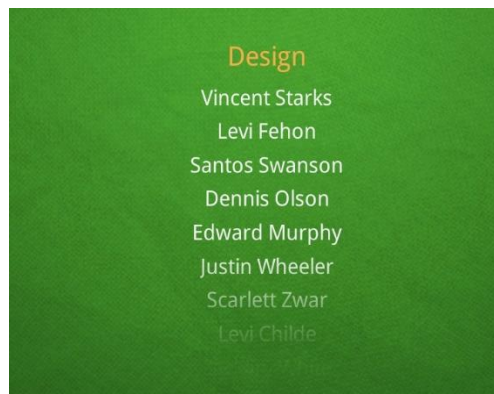 Design
Vincent Starks
Levi Fehon
Santos Swanson
Dennis Olson
Edward Murphy
Justin Wheeler
Scarlett Zwar
Levi Childe